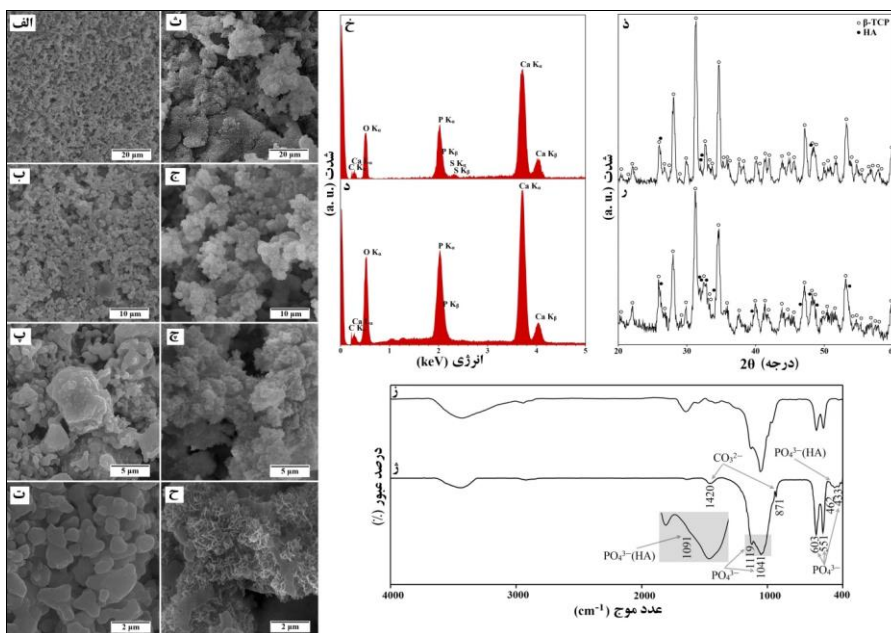 الف
20 µm
ث
20 µm
ب
10 µm
ج
10 µm
پ
5 µm
چ
5 µm
ت
2 µm
ح
2 µm
خ
Ca Kα
O Kα
P Kα
P Kβ
S Kα
S Kβ
Ca Kβ
C K
د
Ca Kα
O Kα
P Kα
P Kβ
Ca Kβ
C K
شدت (a. u.)
0 1 2 3 4 5
انرژی (keV)
ذ
β-TCP
HA
ر
شدت (a. u.)
20 30 40 50 60
2θ (درجه)
ز
ژ
PO₄³⁻(HA)
CO₃²⁻
1420
871
462
433
PO₄³⁻(HA)
1091
1119
1041
PO₄³⁻
603
551
PO₄³⁻
درصد عبور (%)
4000 3000 2000 1000 400
عدد موج (cm⁻¹)